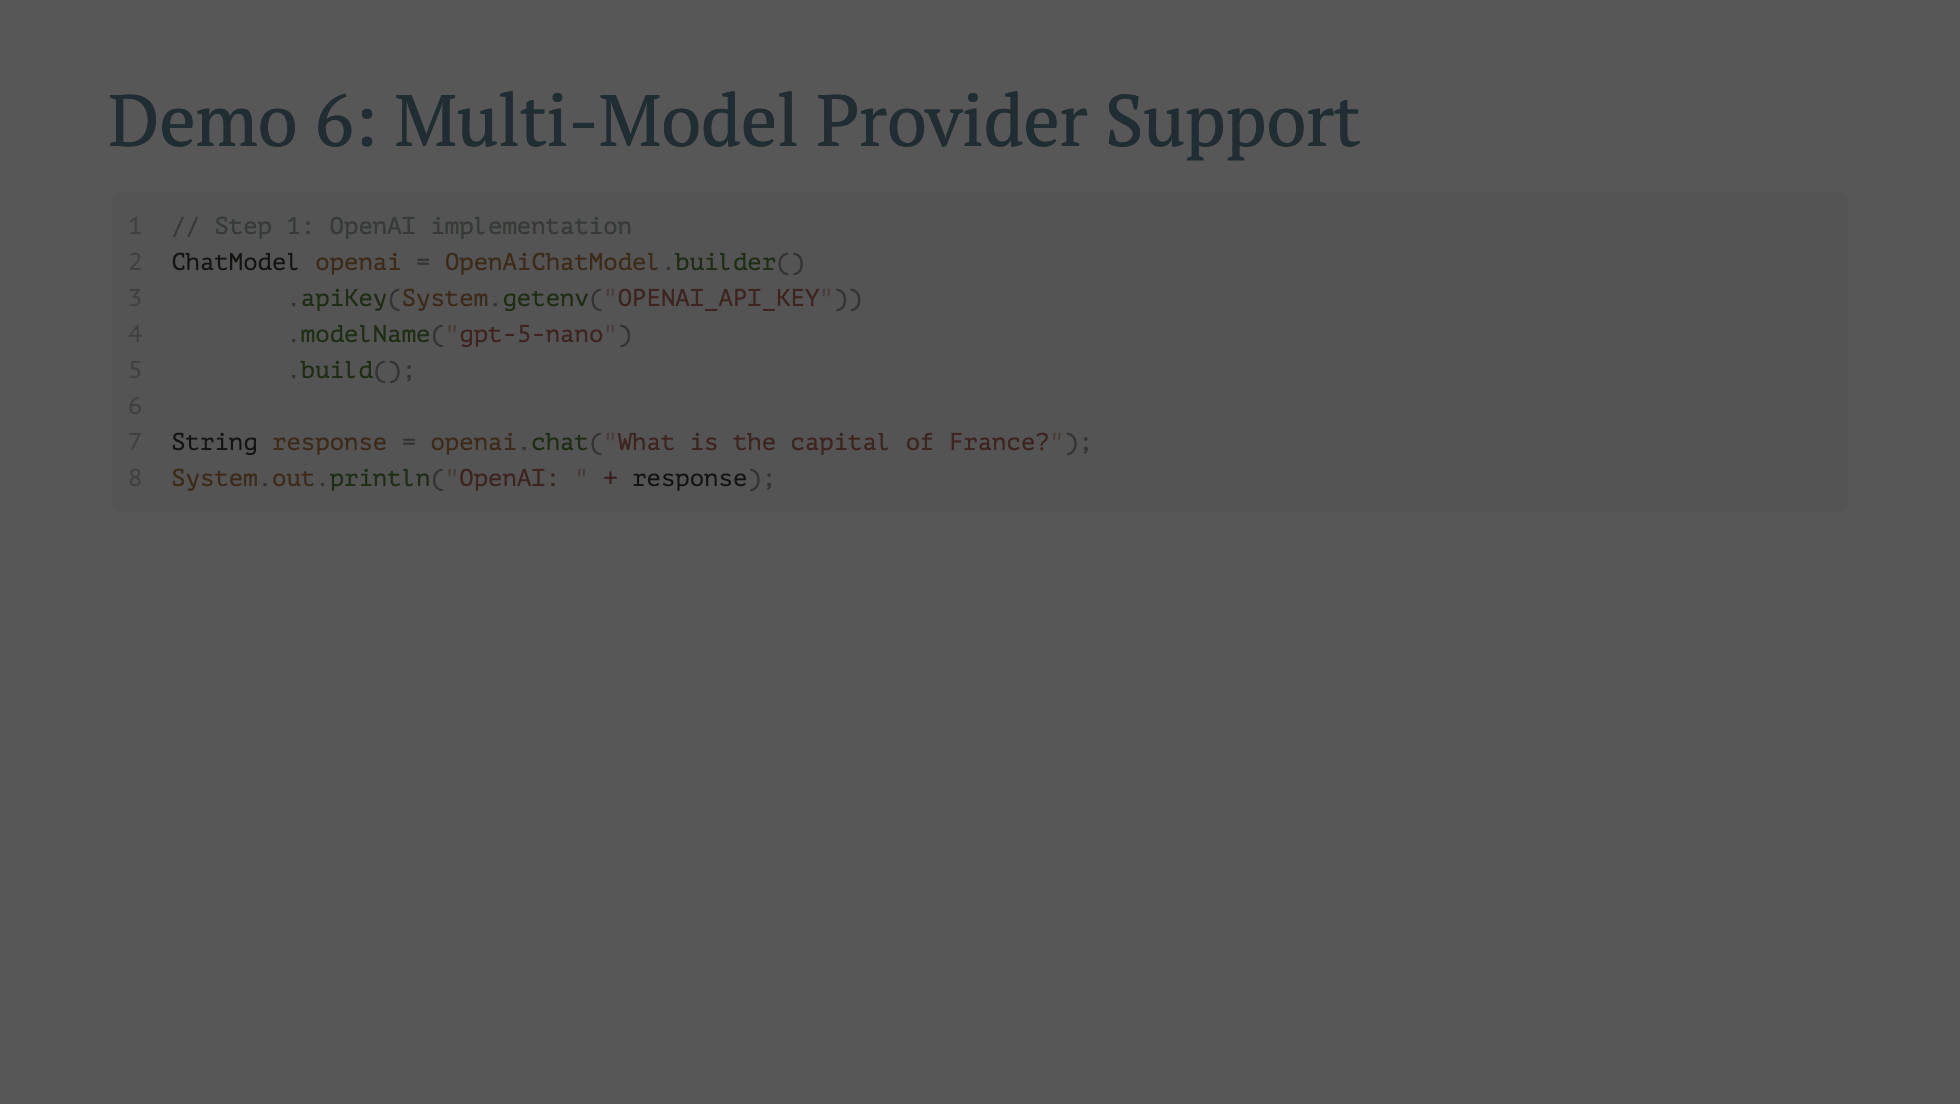 Demo 6: Multi-Model Provider Support
1 // Step 1: OpenAI implementation
2 ChatModel openai = OpenAiChatModel.builder()
3         .apiKey(System.getenv("OPENAI_API_KEY"))
4         .modelName("gpt-5-nano")
5         .build();
6
7 String response = openai.chat("What is the capital of France?");
8 System.out.println("OpenAI: " + response);